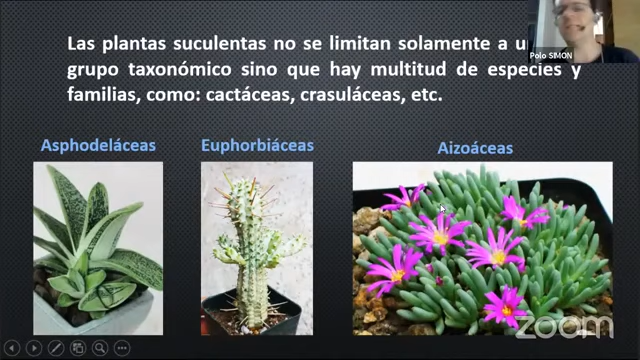 Las plantas suculentas no se limitan solamente a
grupo taxonómico sino que hay multitud de especies y
familias, como: cactáceas, crasuláceas, etc.
Polo SIMON
Asphodeláceas
Euphorbiáceas
Aizoáceas
zoom